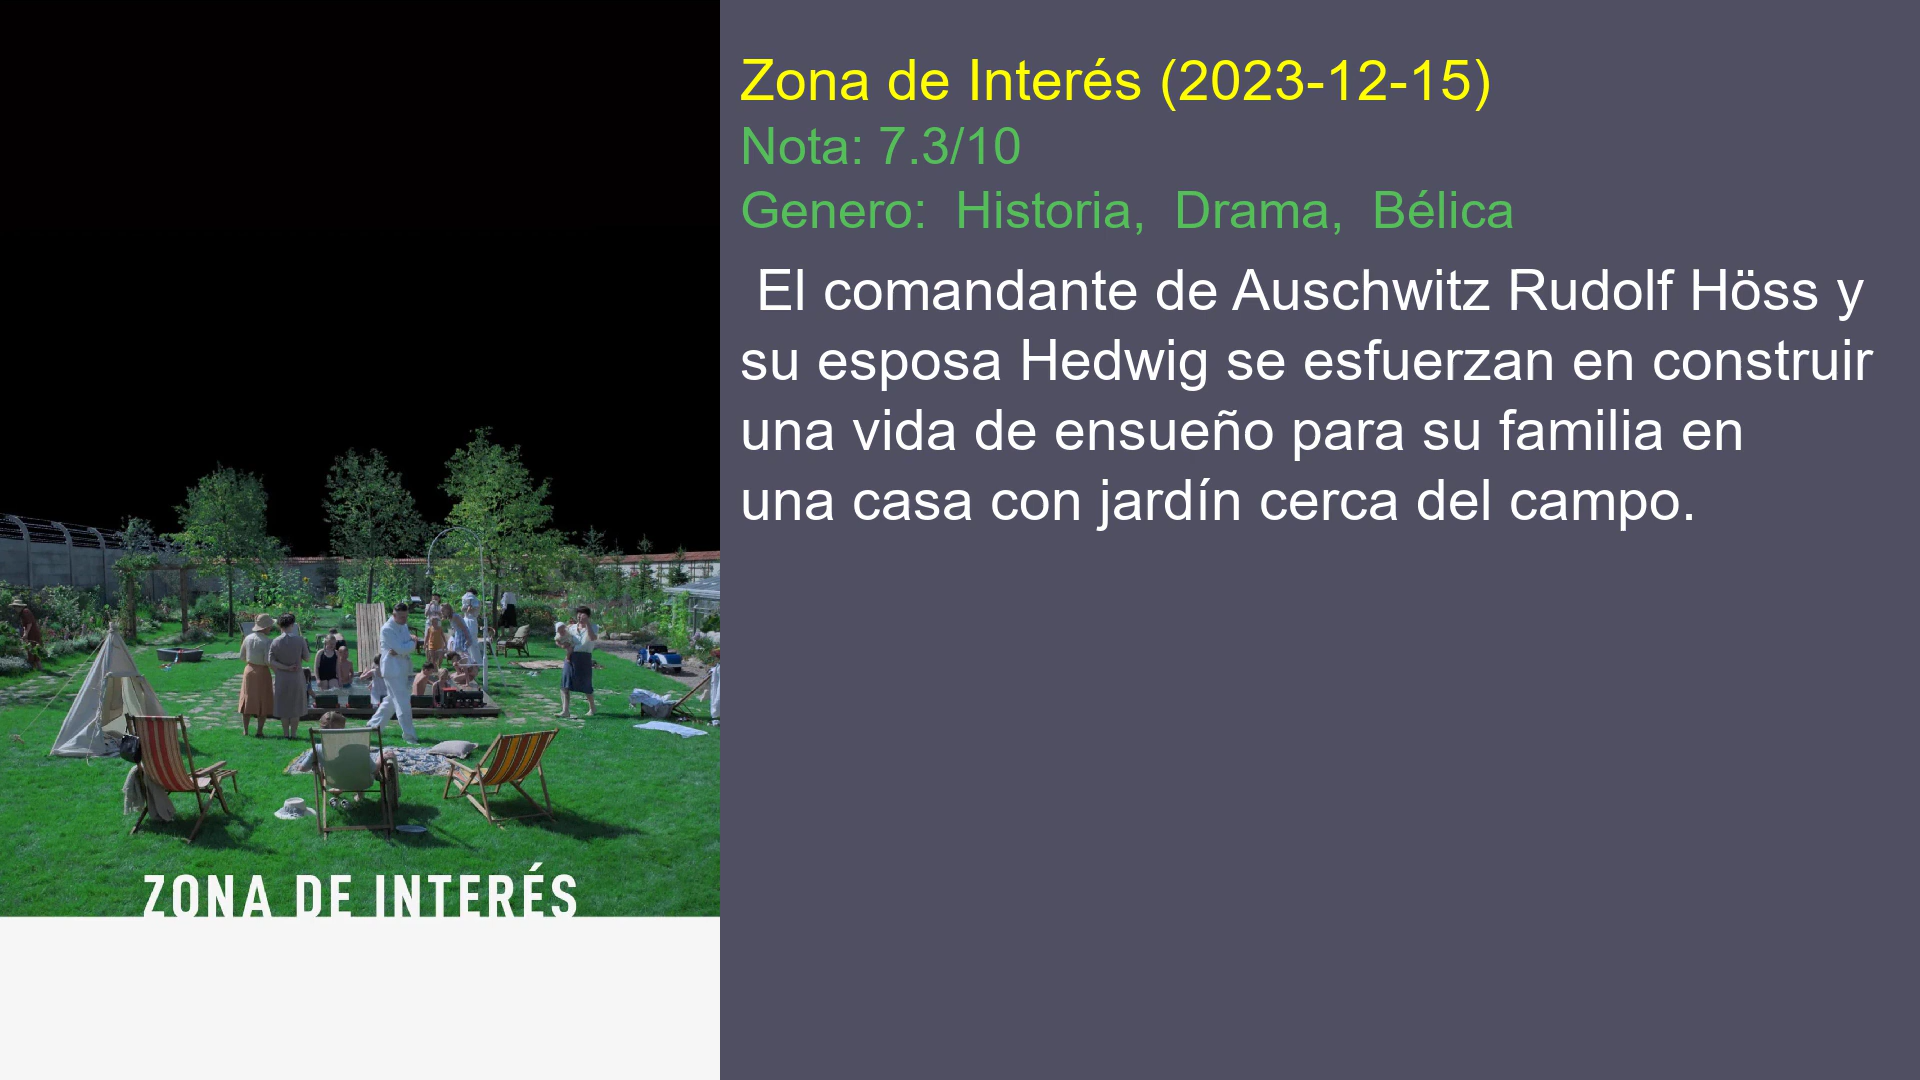 Zona de Interés (2023-12-15)
Nota: 7.3/10
Genero:  Historia,  Drama,  Bélica
El comandante de Auschwitz Rudolf Höss y
su esposa Hedwig se esfuerzan en construir
una vida de ensueño para su familia en
una casa con jardín cerca del campo.
ZONA DE INTERÉS